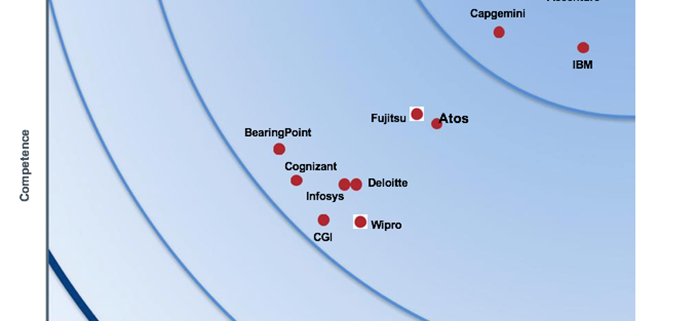 Capgemini
IBM
Fujitsu
Atos
BearingPoint
Cognizant
Deloitte
Infosys
Wipro
CGI
Competence